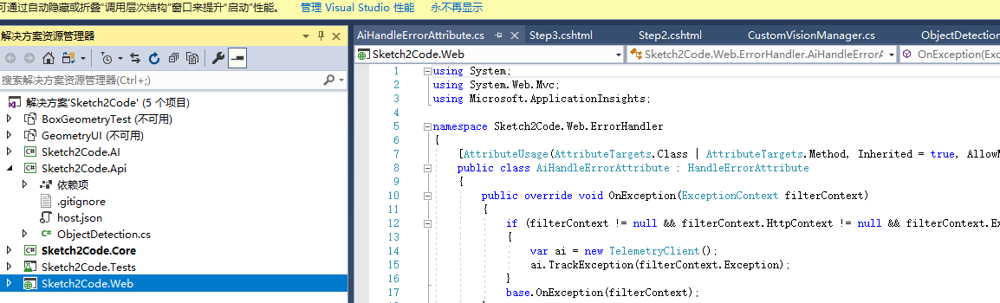 可通过自动隐藏或折叠“调用层次结构”窗口来提升“启动”性能。 管理 Visual Studio 性能 永不再显示
解决方案资源管理器
搜索解决方案资源管理器(Ctrl+;)
解决方案'Sketch2Code' (5 个项目)
BoxGeometryTest (不可用)
GeometryUI (不可用)
Sketch2Code.AI
Sketch2Code.Api
依赖项
.gitignore
host.json
ObjectDetection.cs
Sketch2Code.Core
Sketch2Code.Tests
Sketch2Code.Web
AiHandleErrorAttribute.cs Step3.cshtml Step2.cshtml CustomVisionManager.cs ObjectDetection
Sketch2Code.Web Sketch2Code.Web.ErrorHandler.AiHandleErrorA OnException(Exc
1 using System;
2 using System.Web.Mvc;
3 using Microsoft.ApplicationInsights;
4
5 namespace Sketch2Code.Web.ErrorHandler
6 {
7 [AttributeUsage(AttributeTargets.Class | AttributeTargets.Method, Inherited = true, AllowM
8 public class AiHandleErrorAttribute : HandleErrorAttribute
9 {
10 public override void OnException(ExceptionContext filterContext)
11 {
12 if (filterContext != null && filterContext.HttpContext != null && filterContext.Ex
13 {
14 var ai = new TelemetryClient();
15 ai.TrackException(filterContext.Exception);
16 }
17 base.OnException(filterContext);